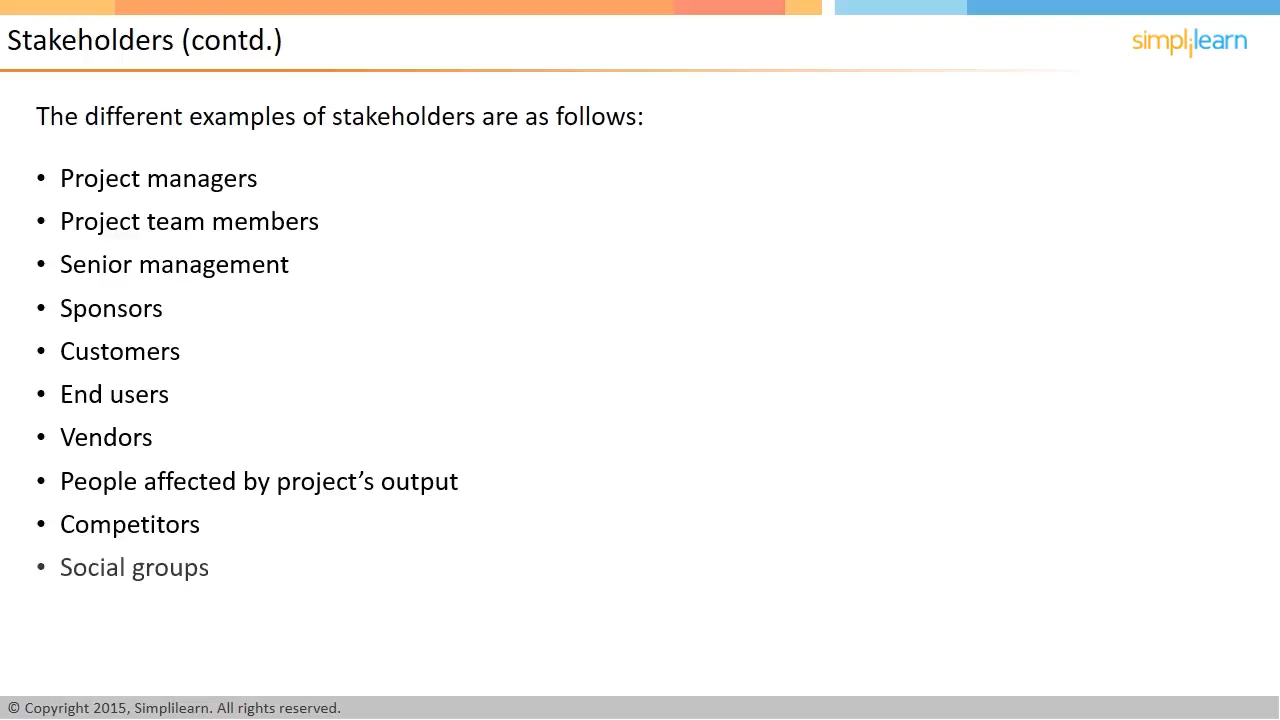 Stakeholders (contd.)
simplilearn
The different examples of stakeholders are as follows:
• Project managers
• Project team members
• Senior management
• Sponsors
• Customers
• End users
• Vendors
• People affected by project’s output
• Competitors
• Social groups
© Copyright 2015, Simplilearn. All rights reserved.